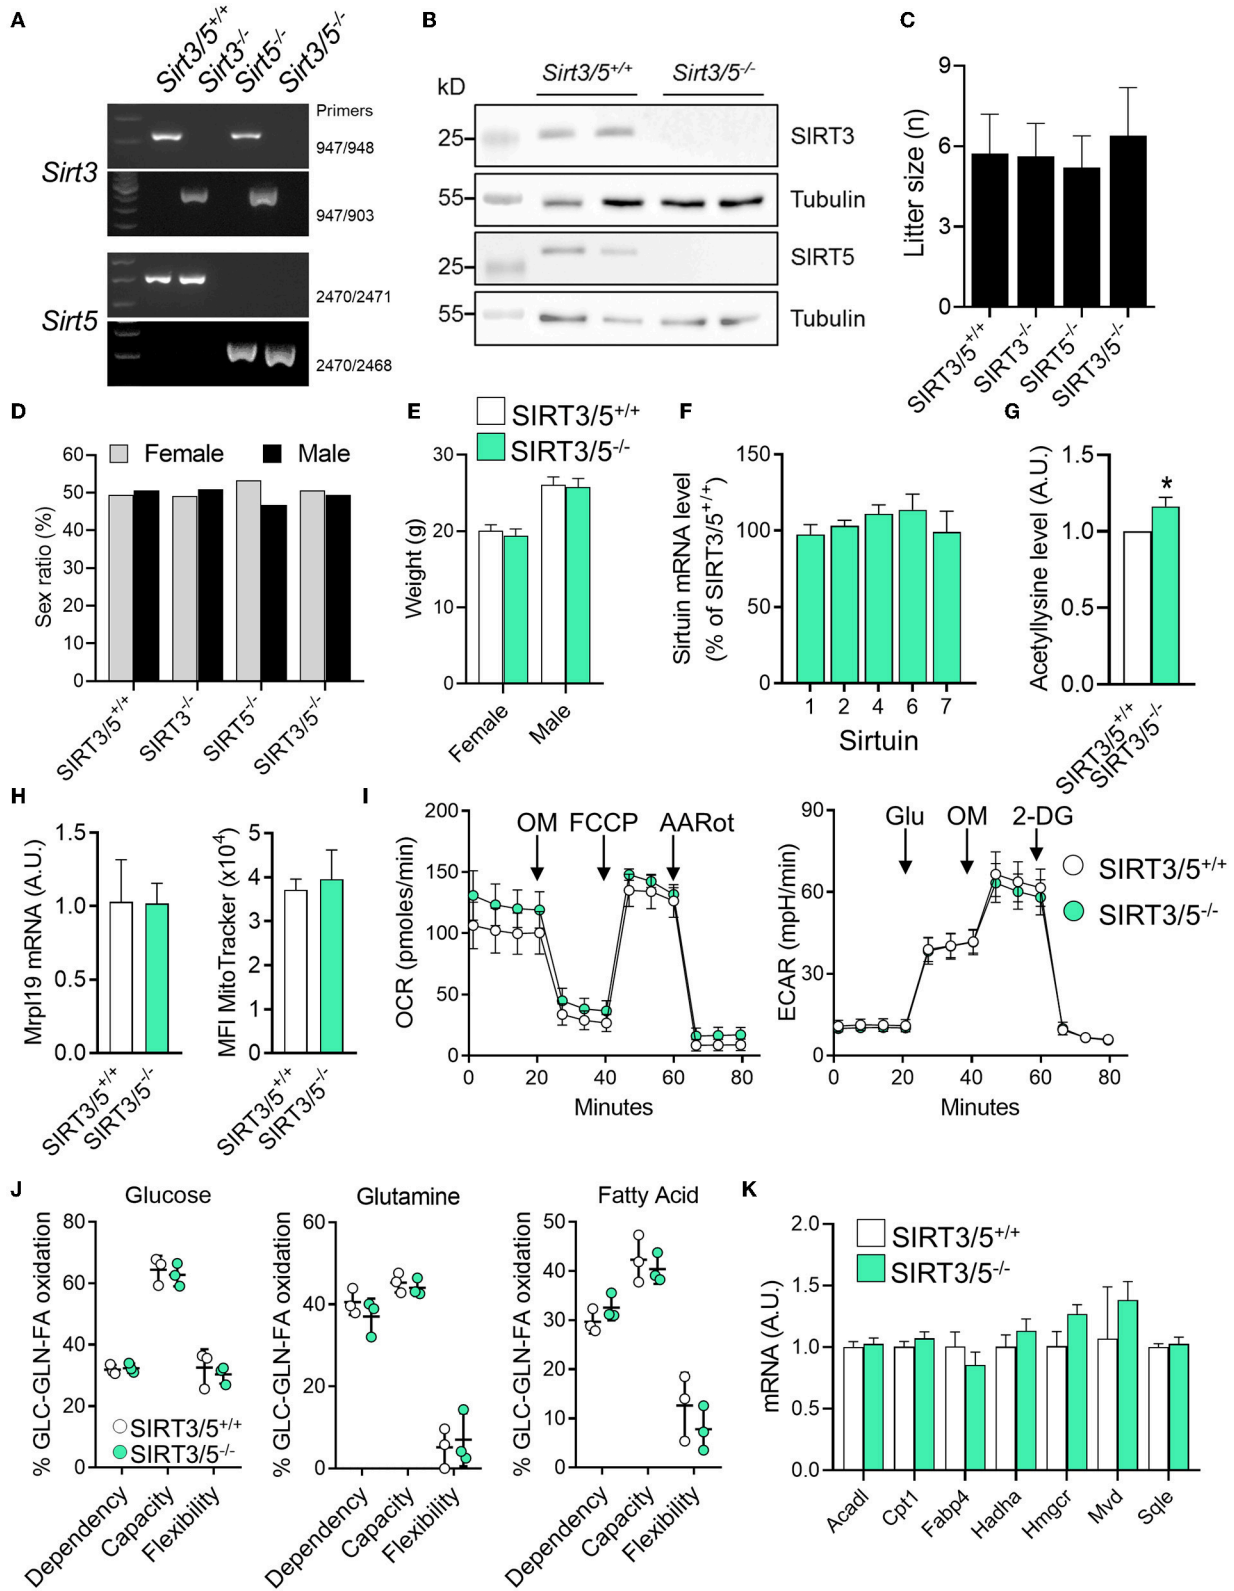 A
Sirt3/5+/+
Sirt3-/-
Sirt5-/-
Sirt3/5-/-
Primers
Sirt3
947/948
947/903
Sirt5
2470/2471
2470/2468
B
kD
Sirt3/5+/+
Sirt3/5-/-
25
SIRT3
55
Tubulin
25
SIRT5
55
Tubulin
C
Litter size (n)
9
6
3
0
SIRT3/5+/+
SIRT3-/-
SIRT5-/-
SIRT3/5-/-
D
Female
Male
Sex ratio (%)
60
50
40
30
20
10
0
SIRT3/5+/+
SIRT3-/-
SIRT5-/-
SIRT3/5-/-
E
SIRT3/5+/+
SIRT3/5-/-
Weight (g)
30
20
10
0
Female
Male
F
Sirtuin mRNA level
(% of SIRT3/5+/+)
150
100
50
0
1 2 4 6 7
Sirtuin
G
Acetyllysine level (A.U.)
1.5
1.0
0.5
0.0
*
SIRT3/5+/+
SIRT3/5-/-
H
Mrpl19 mRNA (A.U.)
1.5
1.0
0.5
0.0
SIRT3/5+/+
SIRT3/5-/-
MFI MitoTracker (x10^4)
5
4
3
2
1
0
SIRT3/5+/+
SIRT3/5-/-
I
OCR (pmoles/min)
200
150
100
50
0
OM FCCP AARot
0 20 40 60 80
Minutes
ECAR (mpH/min)
90
60
30
0
Glu OM 2-DG
0 20 40 60 80
Minutes
SIRT3/5+/+
SIRT3/5-/-
J
Glucose
% GLC-GLN-FA oxidation
80
60
40
20
0
SIRT3/5+/+
SIRT3/5-/-
Dependency
Capacity
Flexibility
Glutamine
% GLC-GLN-FA oxidation
60
40
20
0
Dependency
Capacity
Flexibility
Fatty Acid
% GLC-GLN-FA oxidation
50
40
30
20
10
0
Dependency
Capacity
Flexibility
K
SIRT3/5+/+
SIRT3/5-/-
mRNA (A.U.)
2.0
1.5
1.0
0.5
0.0
Acadl
Cpt1
Fabp4
Hadha
Hmgcr
Mvd
Sqle